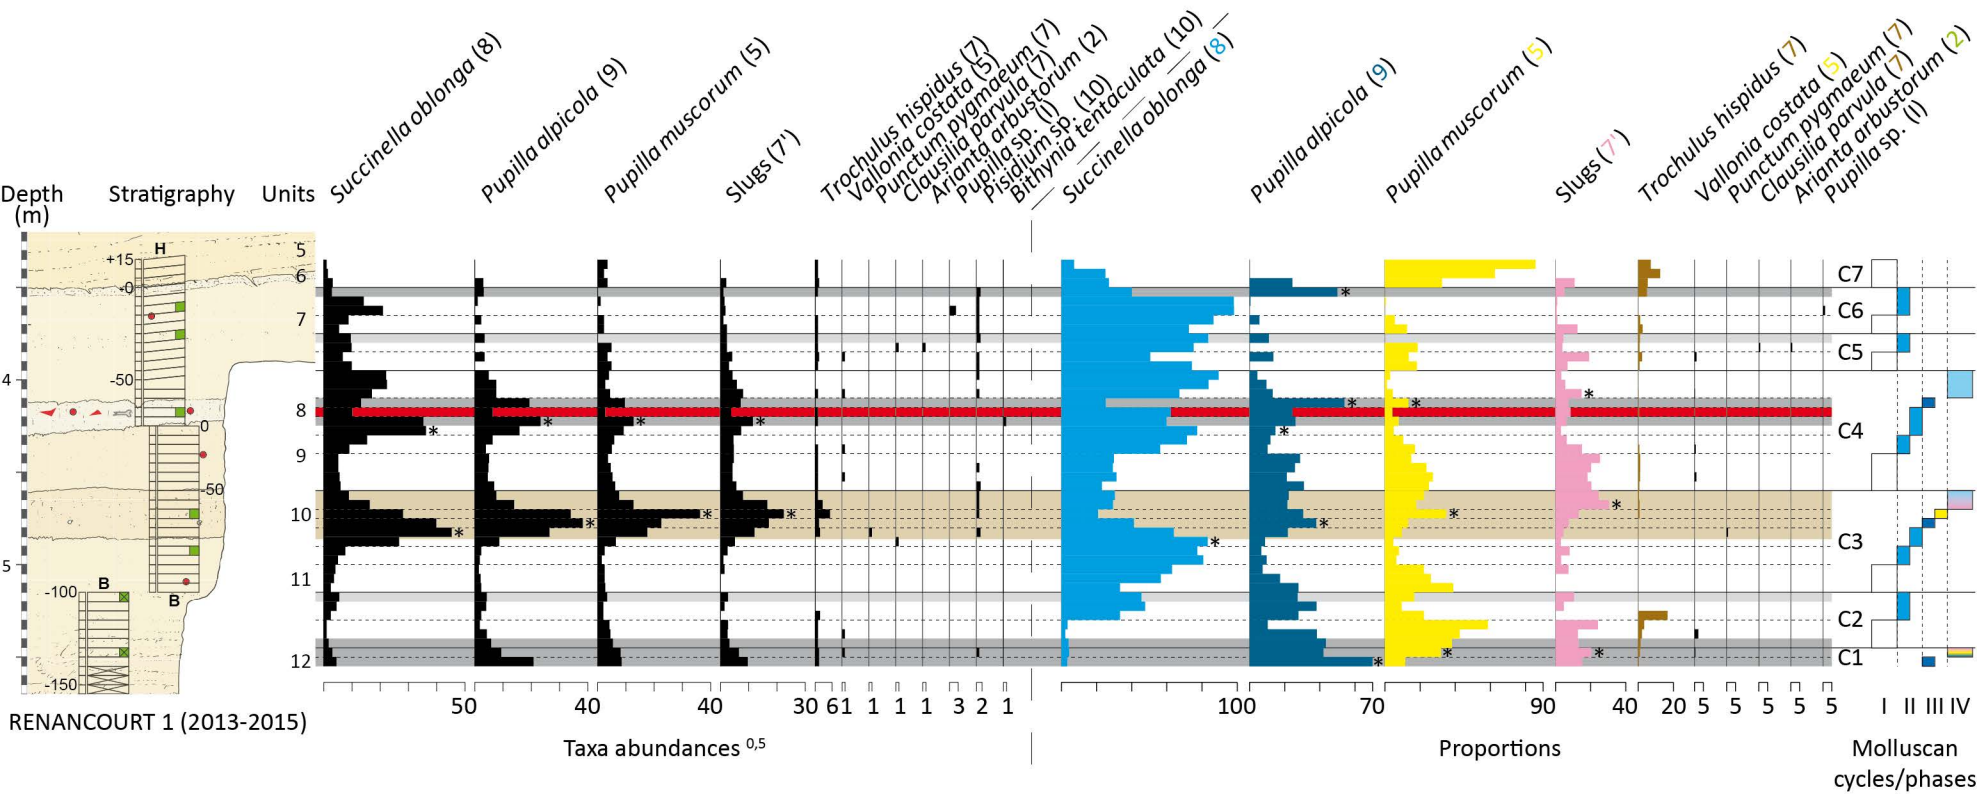 Succinella oblonga (8)
Pupilla alpicola (9)
Pupilla muscorum (5)
Slugs (7')
Trochulus hispidus (7)
Vallonia costata (5)
Punctum pygmaeum (7)
Clausilia parvula (7)
Arianta arbustorum (2)
Pupilla sp. (l)
Pisidium sp. (10)
Bithynia tentaculata (10)
Succinella oblonga (8)
Pupilla alpicola (9)
Pupilla muscorum (5)
Slugs (7')
Trochulus hispidus (7)
Vallonia costata (5)
Punctum pygmaeum (7)
Clausilia parvula (7)
Arianta arbustorum (2)
Pupilla sp. (l)
Depth Stratigraphy Units
(m)
H 5
+15 6 C7
-0
7 C6
C5
4 -50
8 0
C4
9
-50
10
C3
5
11
-100 B C2
B
12 C1
-150
50 40 40 30 6 1 1 1 1 3 2 1 100 70 90 40 20 5 5 5 5 5 I II III IV
RENANCOURT 1 (2013-2015)
Taxa abundances 0,5 Proportions Molluscan
cycles/phases